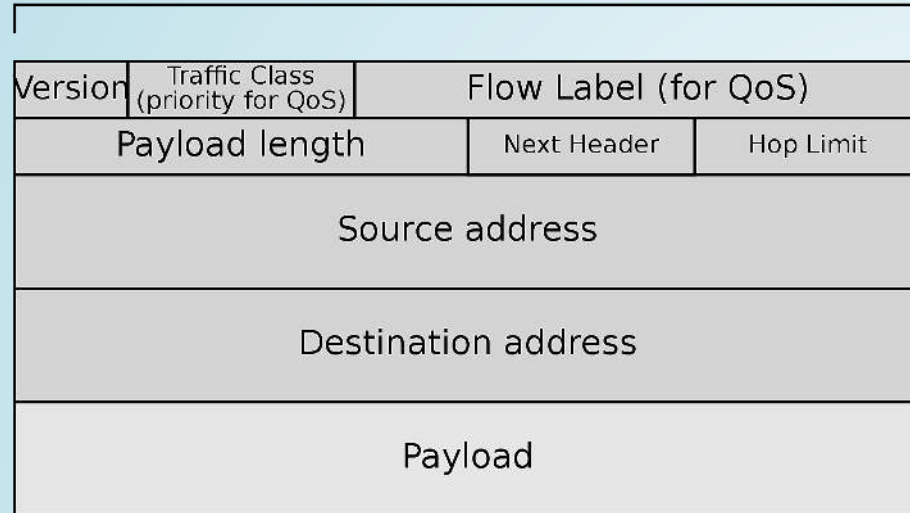 Version
Traffic Class
(priority for QoS)
Flow Label (for QoS)
Payload length
Next Header
Hop Limit
Source address
Destination address
Payload